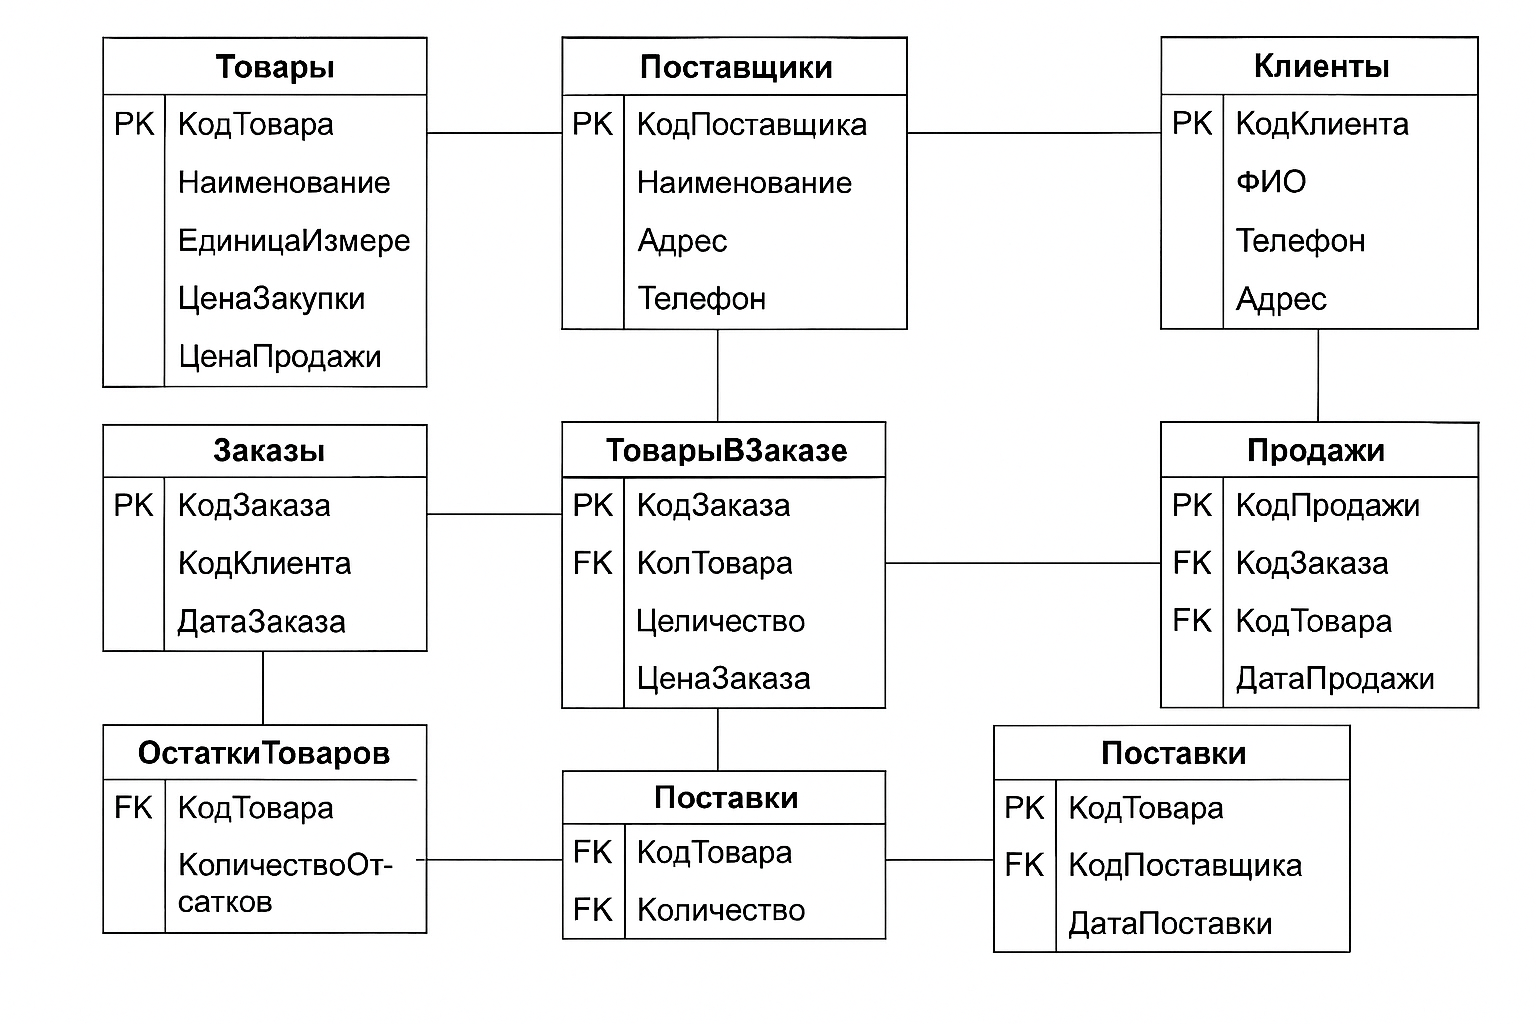 Товары
PK КодТовара
Наименование
ЕдиницаИзмере
ЦенаЗакупки
ЦенаПродажи
Поставщики
PK КодПоставщика
Наименование
Адрес
Телефон
Клиенты
PK КодКлиента
ФИО
Телефон
Адрес
Заказы
PK КодЗаказа
КодКлиента
ДатаЗаказа
ТоварыВЗаказе
PK КодЗаказа
FK КолТовара
Целичество
ЦенаЗаказа
Продажи
PK КодПродажи
FK КодЗаказа
FK КодТовара
ДатаПродажи
ОстаткиТоваров
FK КодТовара
КоличествоОт-
сатков
Поставки
FK КодТовара
FK Количество
Поставки
PK КодТовара
FK КодПоставщика
ДатаПоставки